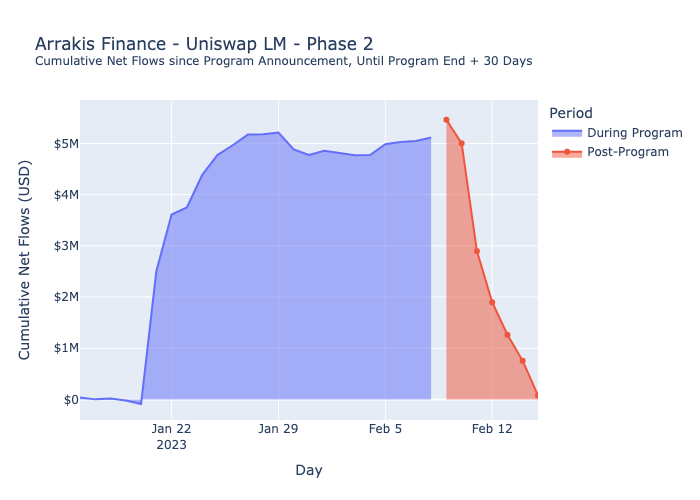 Arrakis Finance - Uniswap LM - Phase 2
Cumulative Net Flows since Program Announcement, Until Program End + 30 Days
Period
During Program
Post-Program
Cumulative Net Flows (USD)
$5M
$4M
$3M
$2M
$1M
$0
Jan 22
2023
Jan 29
Feb 5
Feb 12
Day